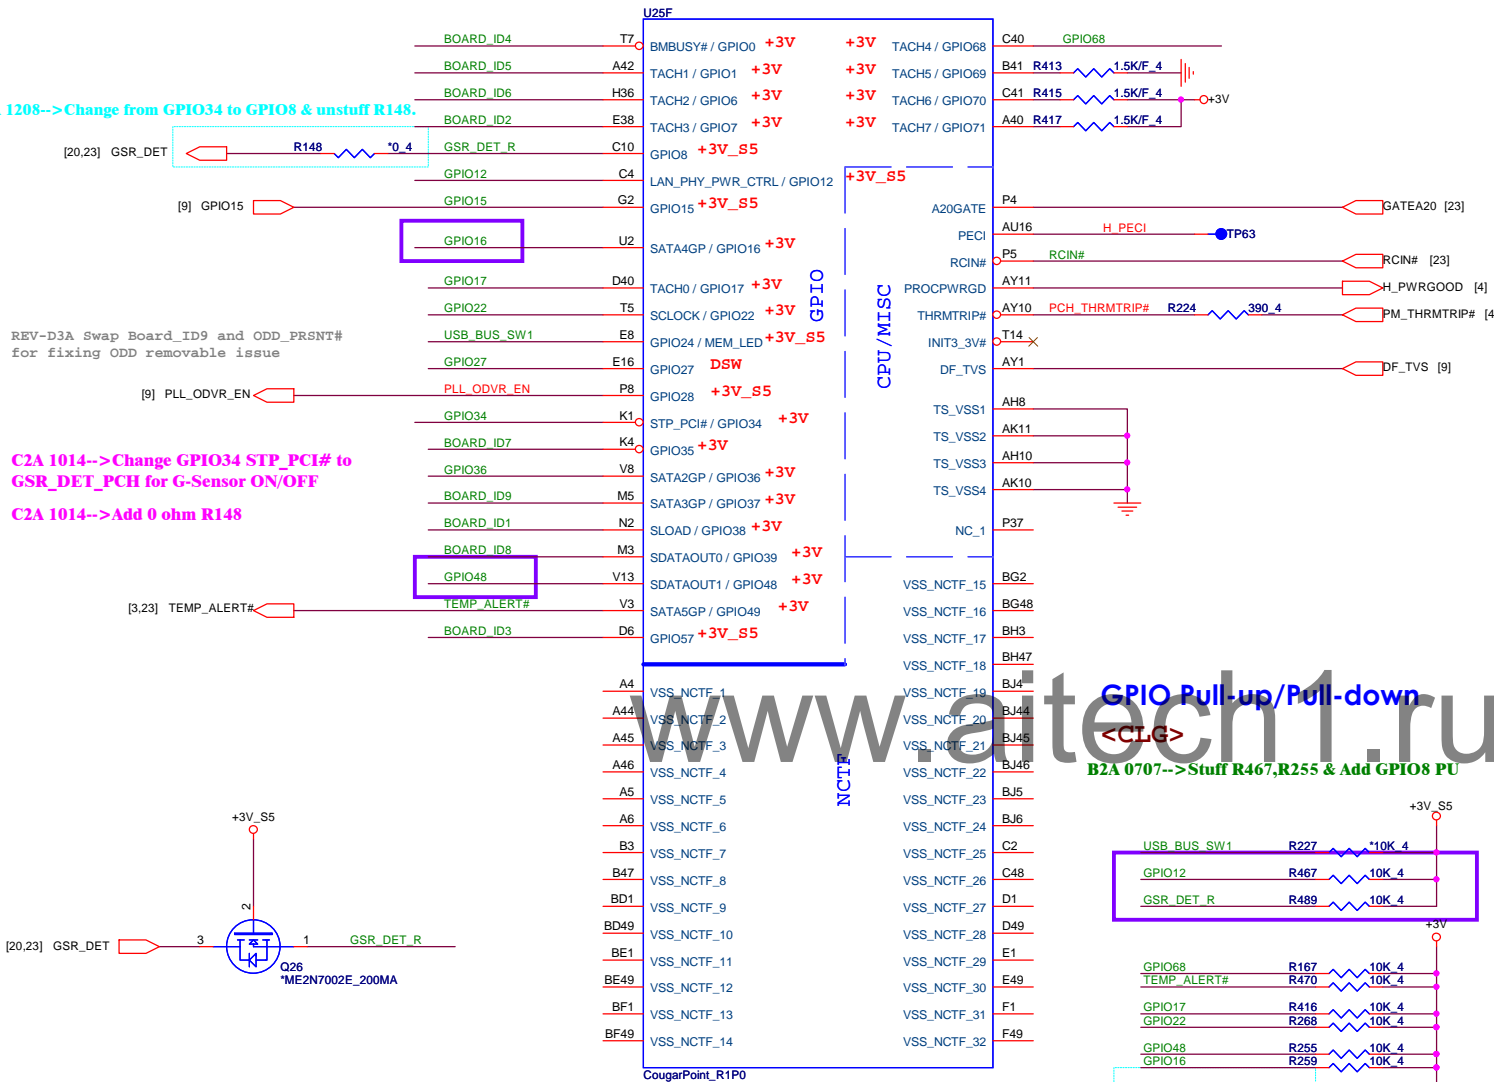 U25F
BOARD_ID4 T7 BMBUSY# / GPIO0 +3V +3V TACH4 / GPIO68 C40 GPIO68
BOARD_ID5 A42 TACH1 / GPIO1 +3V +3V TACH5 / GPIO69 B41 R413 1.5K/F_4
BOARD_ID6 H36 TACH2 / GPIO6 +3V +3V TACH6 / GPIO70 C41 R415 1.5K/F_4 +3V
1208-->Change from GPIO34 to GPIO8 & unstuff R148.
BOARD_ID2 E38 TACH3 / GPIO7 +3V +3V TACH7 / GPIO71 A40 R417 1.5K/F_4
[20,23] GSR_DET R148 *0_4 GSR_DET_R C10 GPIO8 +3V_S5
GPIO12 C4 LAN_PHY_PWR_CTRL / GPIO12 +3V_S5
[9] GPIO15 GPIO15 G2 GPIO15 +3V_S5 A20GATE P4 GATEA20 [23]
PECI AU16 H_PECI TP63
GPIO16 U2 SATA4GP / GPIO16 +3V
RCIN# P5 RCIN# RCIN# [23]
GPIO17 D40 TACH0 / GPIO17 +3V PROCPWRGD AY11 H_PWRGOOD [4]
GPIO22 T5 SCLOCK / GPIO22 +3V THRMTRIP# AY10 PCH_THRMTRIP# R224 390_4 PM_THRMTRIP# [4
GPIO
CPU/MISC
REV-D3A Swap Board_ID9 and ODD_PRSNT#
for fixing ODD removable issue
USB_BUS_SW1 E8 GPIO24 / MEM_LED +3V_S5 INIT3_3V# T14
GPIO27 E16 GPIO27 DSW DF_TVS AY1 DF_TVS [9]
[9] PLL_ODVR_EN PLL_ODVR_EN P8 GPIO28 +3V_S5
TS_VSS1 AH8
GPIO34 K1 STP_PCI# / GPIO34 +3V
TS_VSS2 AK11
BOARD_ID7 K4 GPIO35 +3V
C2A 1014-->Change GPIO34 STP_PCI# to
GSR_DET_PCH for G-Sensor ON/OFF
TS_VSS3 AH10
GPIO36 V8 SATA2GP / GPIO36 +3V
TS_VSS4 AK10
BOARD_ID9 M5 SATA3GP / GPIO37 +3V
C2A 1014-->Add 0 ohm R148
BOARD_ID1 N2 SLOAD / GPIO38 +3V NC_1 P37
BOARD_ID8 M3 SDATAOUT0 / GPIO39 +3V
GPIO48 V13 SDATAOUT1 / GPIO48 +3V VSS_NCTF_15 BG2
[3,23] TEMP_ALERT# TEMP_ALERT# V3 SATA5GP / GPIO49 +3V VSS_NCTF_16 BG48
BOARD_ID3 D6 GPIO57 +3V_S5 VSS_NCTF_17 BH3
VSS_NCTF_18 BH47
A4 VSS_NCTF_1 VSS_NCTF_19 BJ4
A44 VSS_NCTF_2 VSS_NCTF_20 BJ44
A45 VSS_NCTF_3 VSS_NCTF_21 BJ45
A46 VSS_NCTF_4 VSS_NCTF_22 BJ46
A5 VSS_NCTF_5 VSS_NCTF_23 BJ5
A6 VSS_NCTF_6 VSS_NCTF_24 BJ6
B3 VSS_NCTF_7 VSS_NCTF_25 C2
B47 VSS_NCTF_8 VSS_NCTF_26 C48
BD1 VSS_NCTF_9 VSS_NCTF_27 D1
BD49 VSS_NCTF_10 VSS_NCTF_28 D49
BE1 VSS_NCTF_11 VSS_NCTF_29 E1
BE49 VSS_NCTF_12 VSS_NCTF_30 E49
BF1 VSS_NCTF_13 VSS_NCTF_31 F1
BF49 VSS_NCTF_14 VSS_NCTF_32 F49
NCTF
CougarPoint_R1P0
www.aitech1.ru
GPIO Pull-up/Pull-down
<CLG>
B2A 0707-->Stuff R467,R255 & Add GPIO8 PU
+3V_S5
USB_BUS_SW1 R227 *10K_4
GPIO12 R467 10K_4
GSR_DET_R R489 10K_4
+3V
GPIO68 R167 10K_4
TEMP_ALERT# R470 10K_4
GPIO17 R416 10K_4
GPIO22 R268 10K_4
GPIO48 R255 10K_4
GPIO16 R259 10K_4
+3V_S5
2
[20,23] GSR_DET 3 1 GSR_DET_R
Q26
*ME2N7002E_200MA